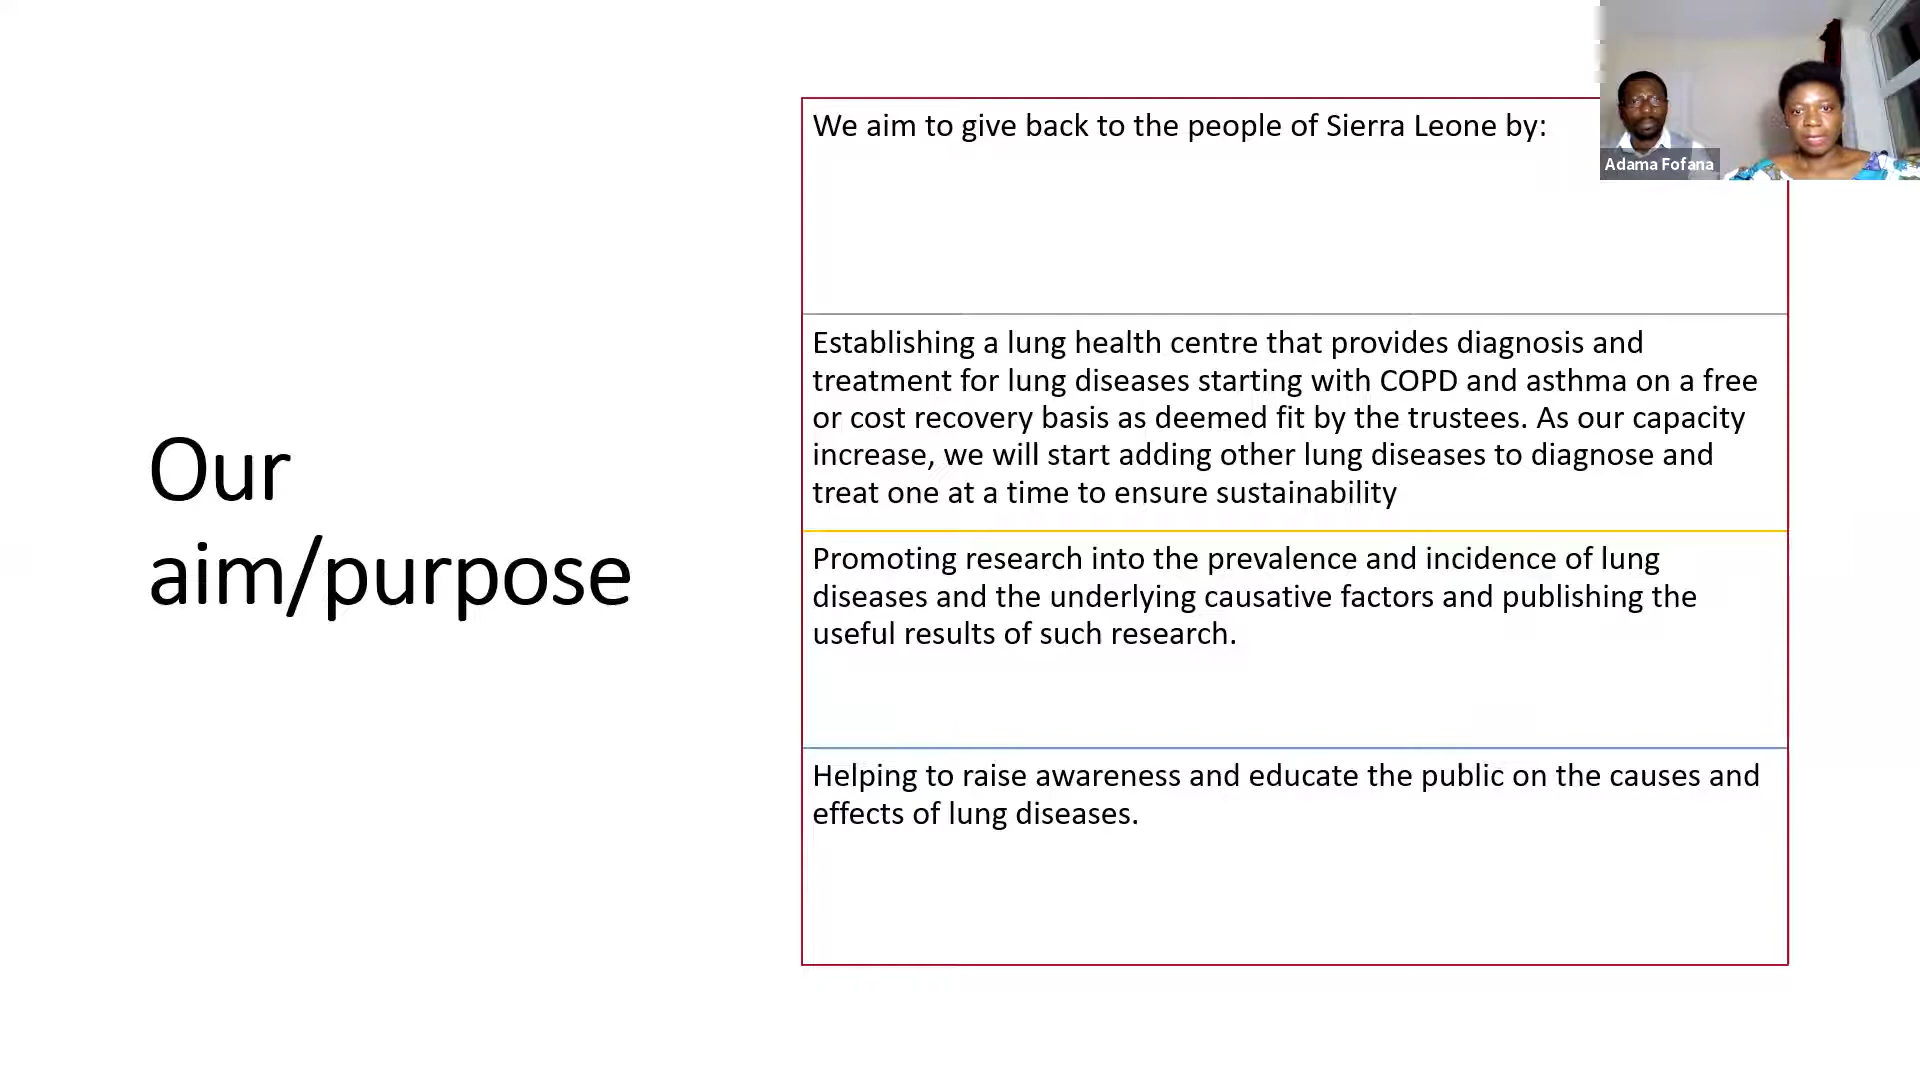 Our
aim/purpose
We aim to give back to the people of Sierra Leone by:
Establishing a lung health centre that provides diagnosis and
treatment for lung diseases starting with COPD and asthma on a free
or cost recovery basis as deemed fit by the trustees. As our capacity
increase, we will start adding other lung diseases to diagnose and
treat one at a time to ensure sustainability
Promoting research into the prevalence and incidence of lung
diseases and the underlying causative factors and publishing the
useful results of such research.
Helping to raise awareness and educate the public on the causes and
effects of lung diseases.
Adama Fofana